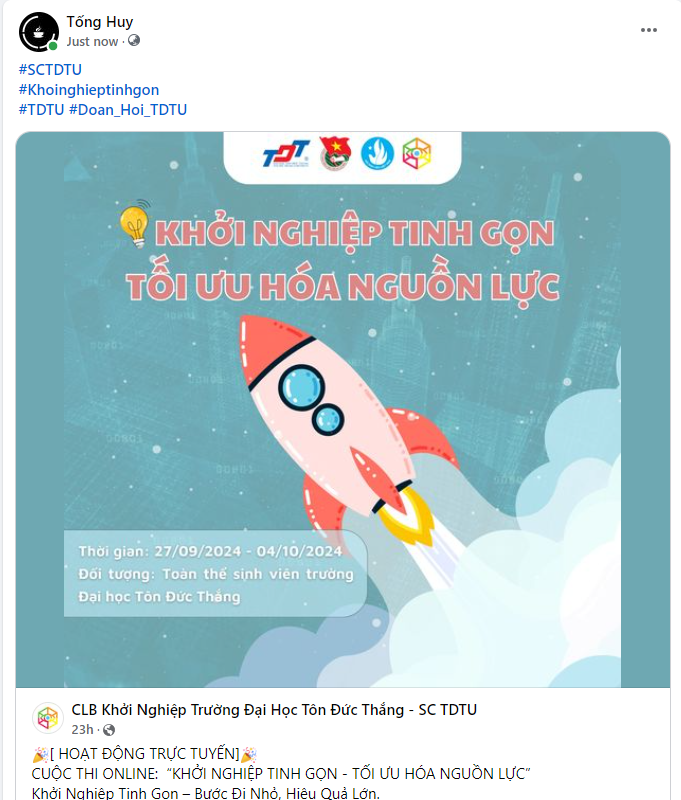 Tống Huy
Just now ·
#SCTDTU
#Khoinghieptinhgon
#TDTU #Doan_Hoi_TDTU
TDT
KHỞI NGHIỆP TINH GỌN
TỐI ƯU HÓA NGUỒN LỰC
Thời gian: 27/09/2024 - 04/10/2024
Đối tượng: Toàn thể sinh viên trường
Đại học Tôn Đức Thắng
CLB Khởi Nghiệp Trường Đại Học Tôn Đức Thắng - SC TDTU
23h ·
🎉[ HOẠT ĐỘNG TRỰC TUYẾN]🎉
CUỘC THI ONLINE: “KHỞI NGHIỆP TINH GỌN - TỐI ƯU HÓA NGUỒN LỰC”
Khởi Nghiệp Tinh Gọn – Bước Đi Nhỏ, Hiệu Quả Lớn.